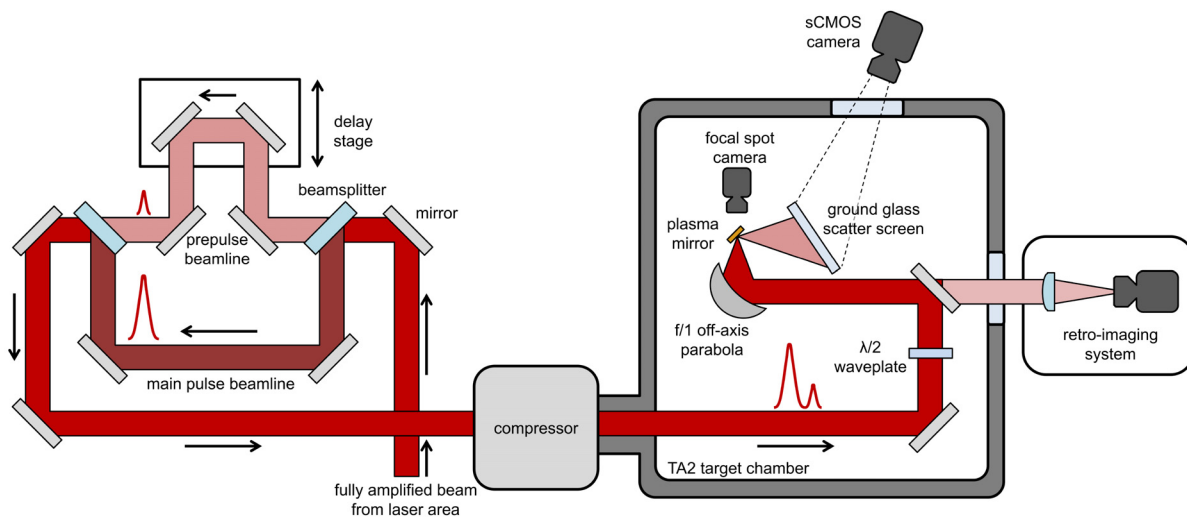 sCMOS
camera
delay
stage
focal spot
camera
beamsplitter
mirror
plasma
mirror
ground glass
scatter screen
prepulse
beamline
f/1 off-axis
parabola
λ/2
waveplate
retro-imaging
system
main pulse beamline
compressor
TA2 target chamber
fully amplified beam
from laser area